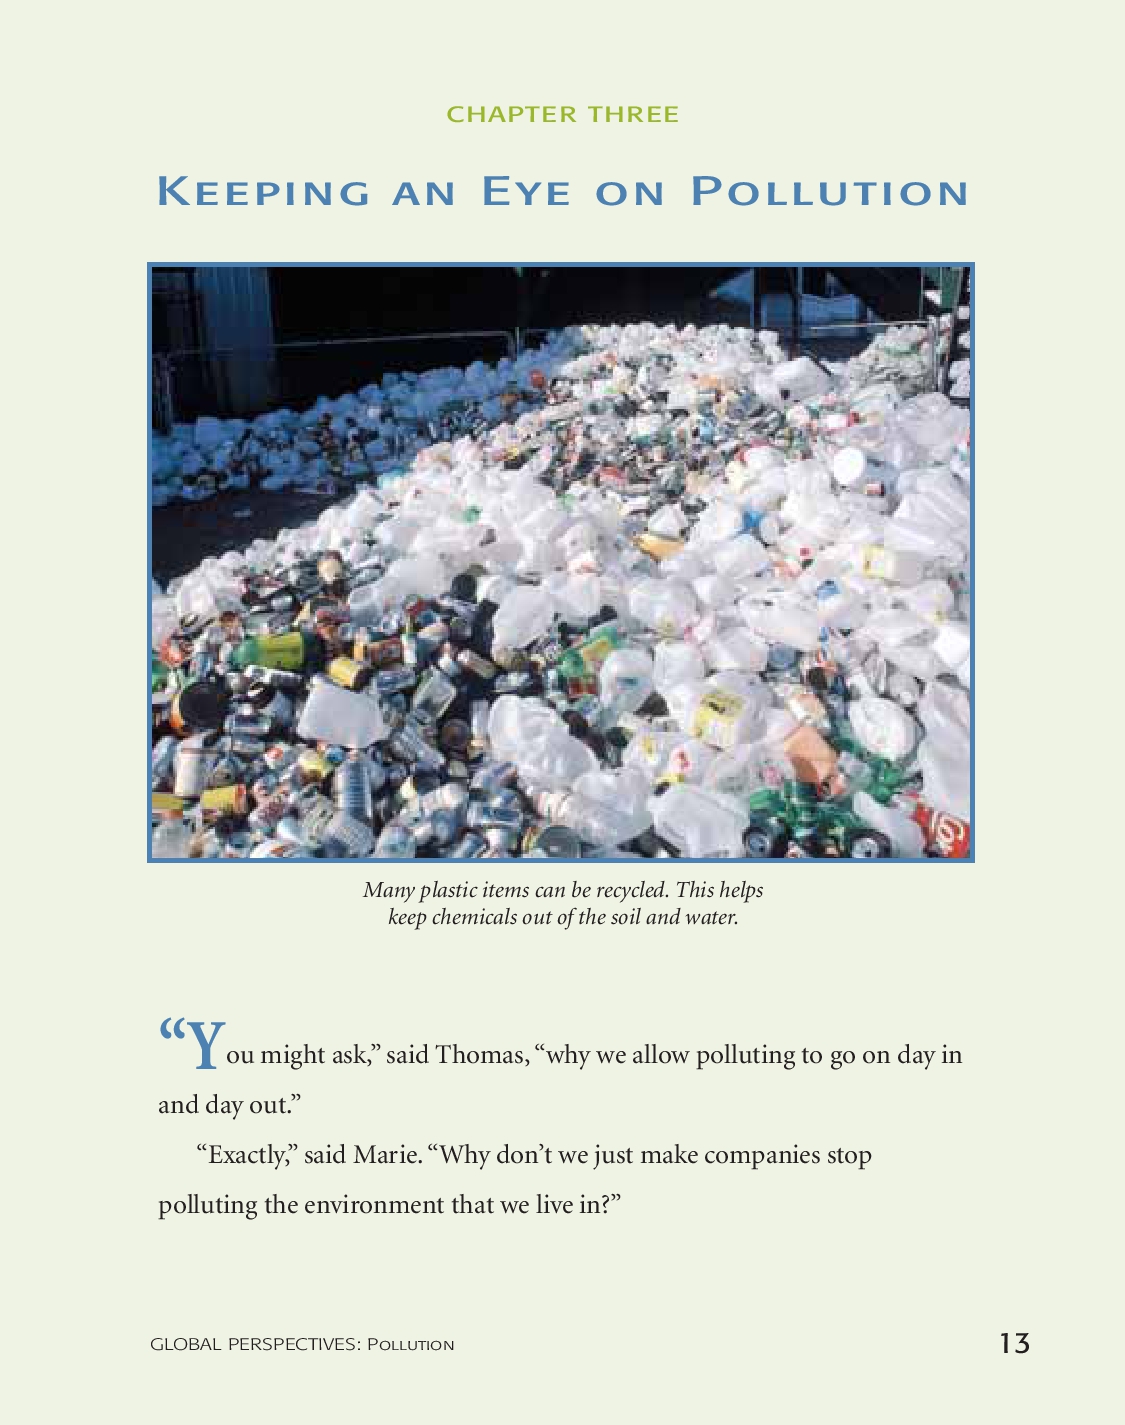 CHAPTER THREE
KEEPING AN EYE ON POLLUTION
Many plastic items can be recycled. This helps
keep chemicals out of the soil and water.
“You might ask,” said Thomas, “why we allow polluting to go on day in
and day out.”
“Exactly,” said Marie. “Why don’t we just make companies stop
polluting the environment that we live in?”
GLOBAL PERSPECTIVES: POLLUTION
13